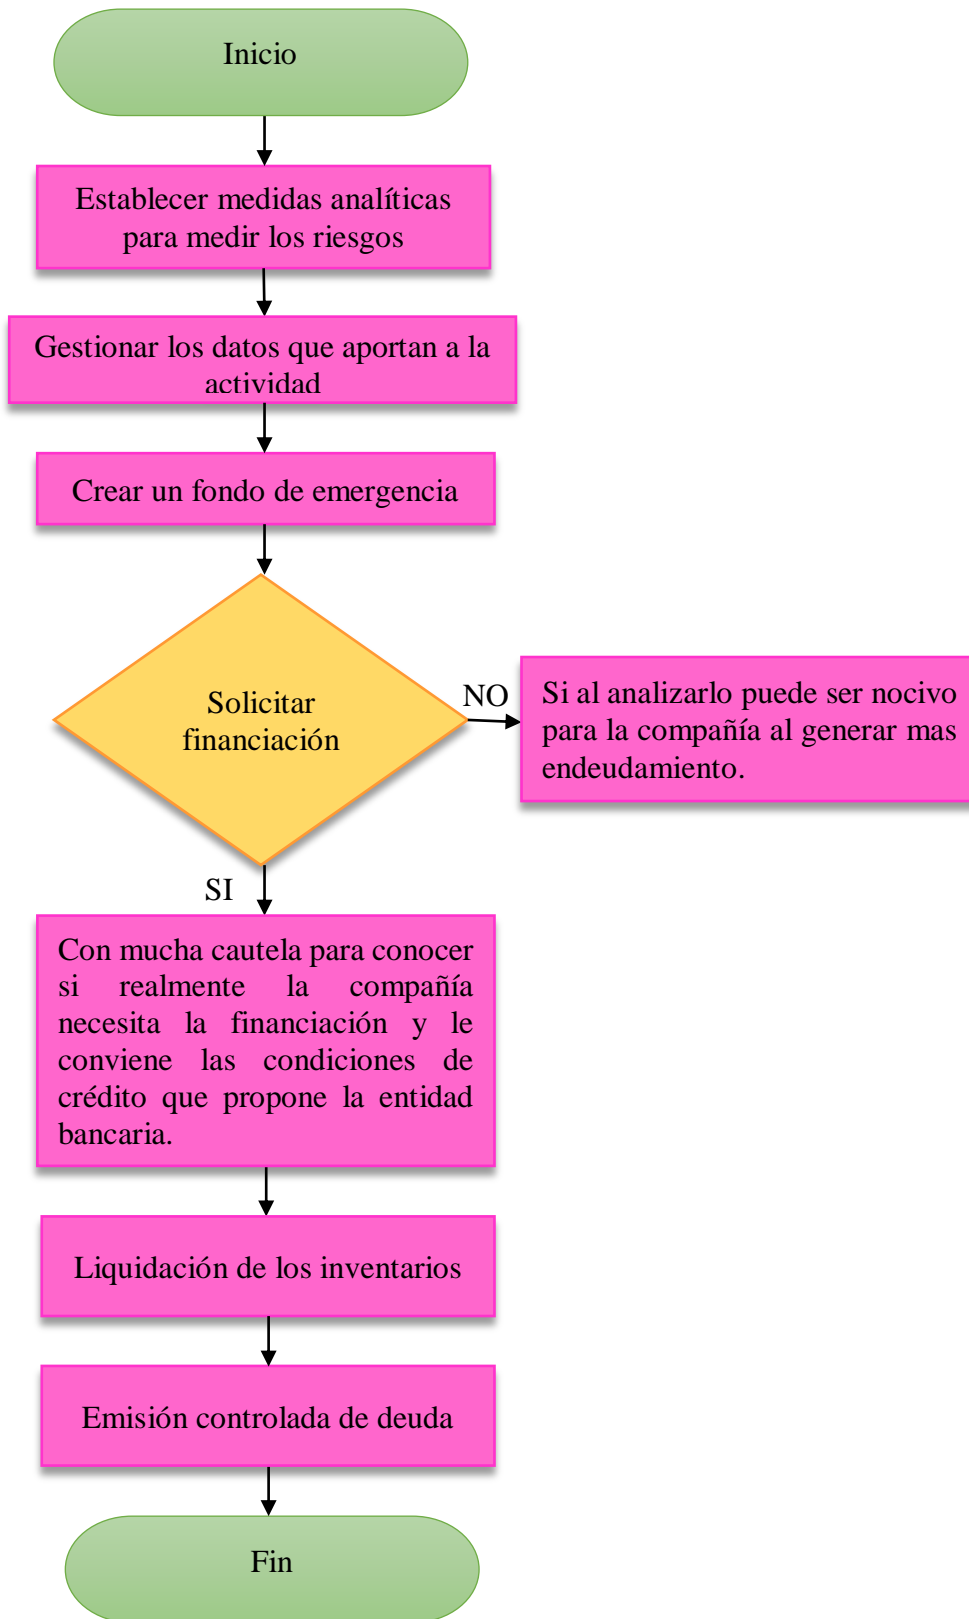 Inicio
Establecer medidas analíticas
para medir los riesgos
Gestionar los datos que aportan a la
actividad
Crear un fondo de emergencia
Solicitar
financiación
NO
Si al analizarlo puede ser nocivo
para la compañía al generar mas
endeudamiento.
SI
Con mucha cautela para conocer
si realmente la compañía
necesita la financiación y le
conviene las condiciones de
crédito que propone la entidad
bancaria.
Liquidación de los inventarios
Emisión controlada de deuda
Fin